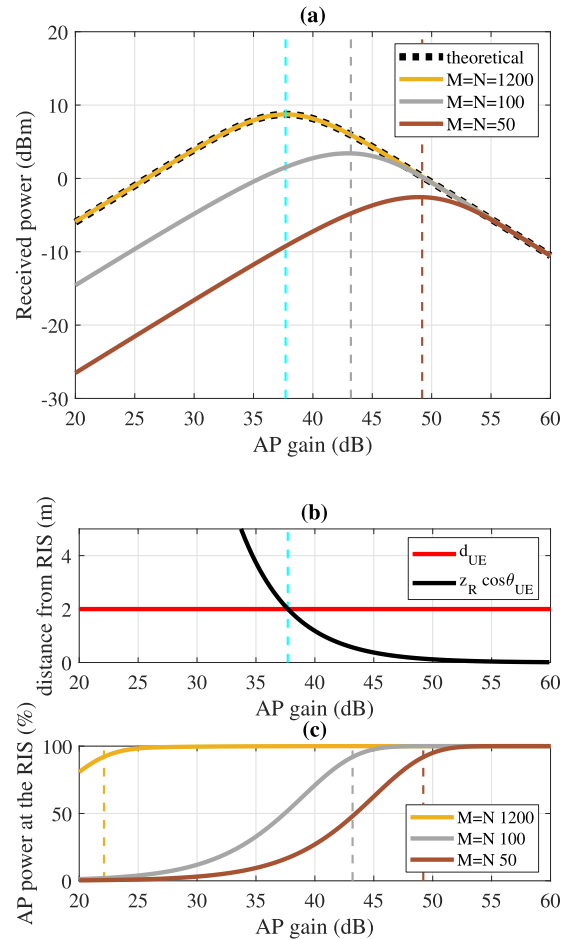 (a)
20
10
0
-10
-20
-30
Received power (dBm)
theoretical
M=N=1200
M=N=100
M=N=50
20 25 30 35 40 45 50 55 60
AP gain (dB)
(b)
4
2
0
distance from RIS (m)
d_UE
z_R cosθ_UE
20 25 30 35 40 45 50 55 60
AP gain (dB)
(c)
100
50
0
AP power at the RIS (%)
M=N 1200
M=N 100
M=N 50
20 25 30 35 40 45 50 55 60
AP gain (dB)